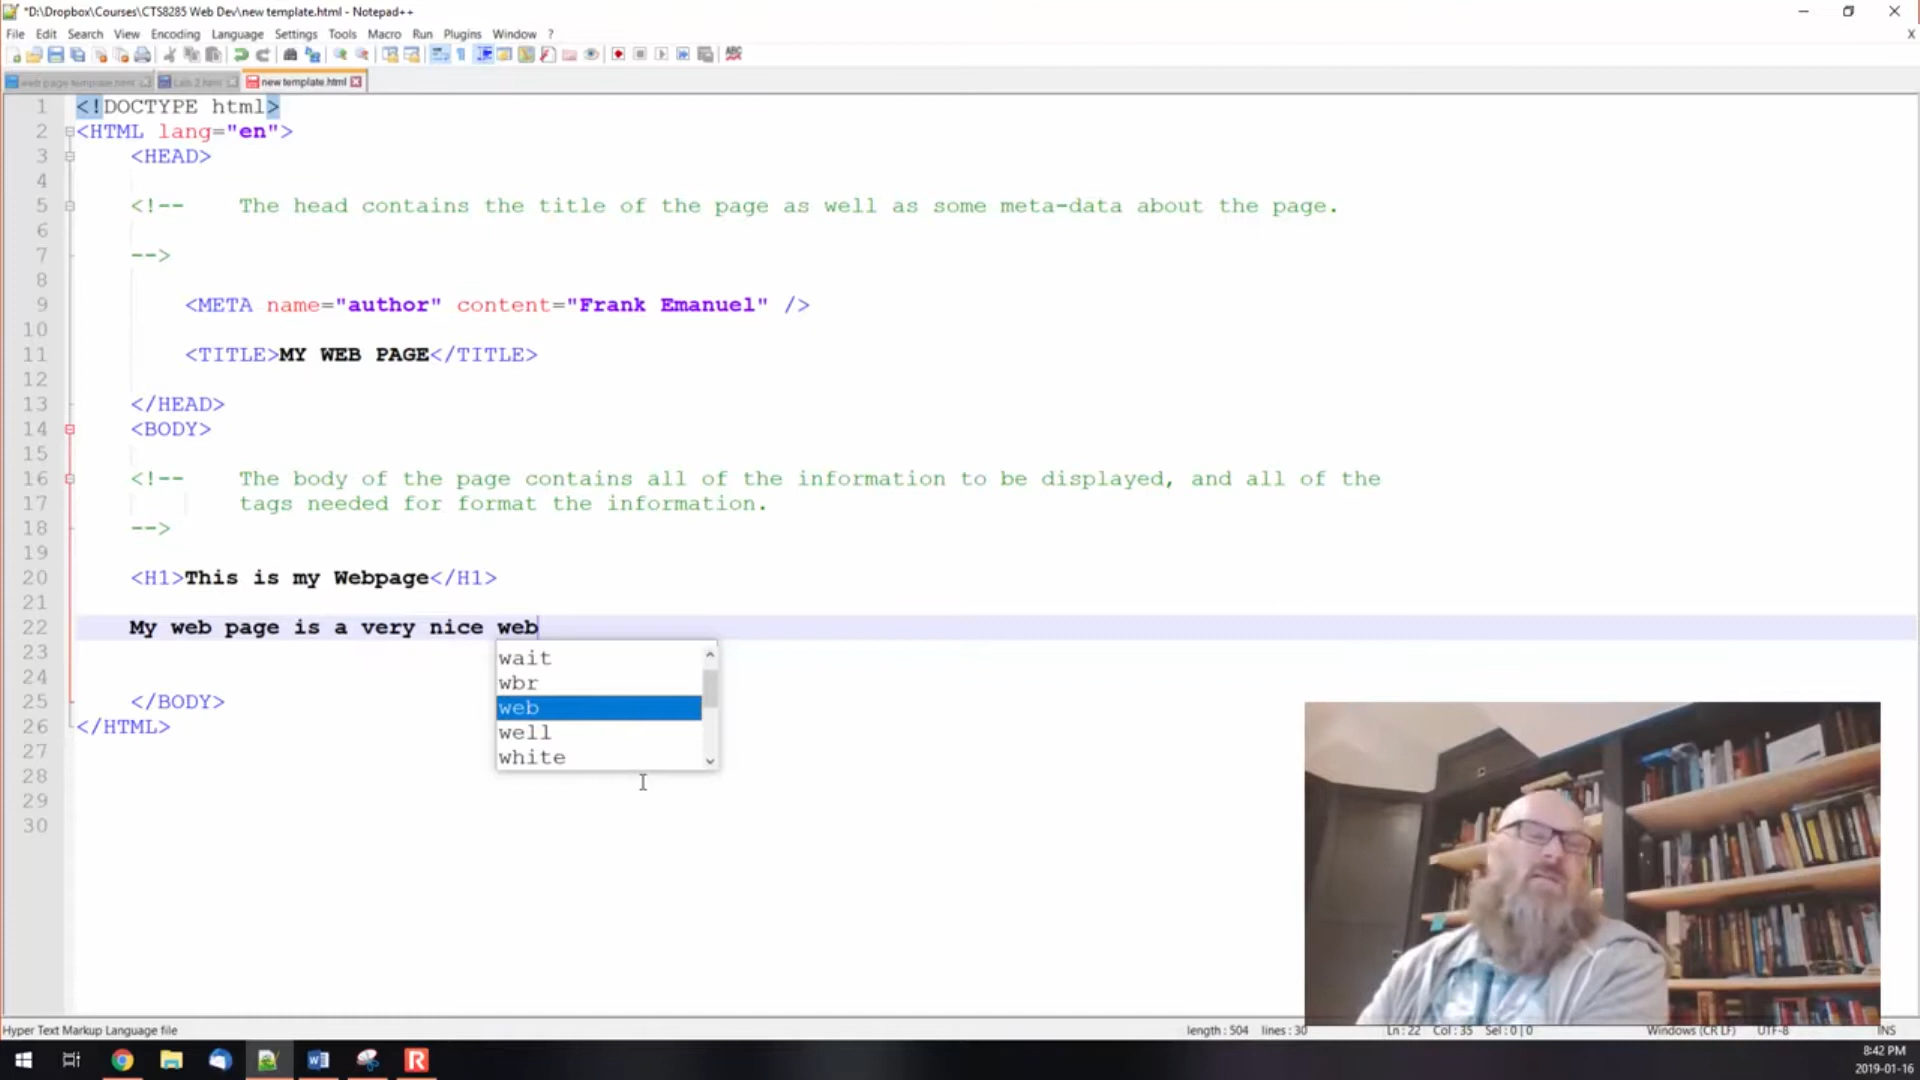 *D:\Dropbox\Courses\CTS8285 Web Dev\new template.html - Notepad++
File Edit Search View Encoding Language Settings Tools Macro Run Plugins Window ?
X
web page template.html Lab 2.html new template.html
1 <!DOCTYPE html>
2 <HTML lang="en">
3 <HEAD>
4
5 <!-- The head contains the title of the page as well as some meta-data about the page.
6
7 -->
8
9 <META name="author" content="Frank Emanuel" />
10
11 <TITLE>MY WEB PAGE</TITLE>
12
13 </HEAD>
14 <BODY>
15
16 <!-- The body of the page contains all of the information to be displayed, and all of the
17 tags needed for format the information.
18 -->
19
20 <H1>This is my Webpage</H1>
21
22 My web page is a very nice web
23
24
25 </BODY>
26 </HTML>
27
28
29
30
wait
wbr
web
well
white
Hyper Text Markup Language file length : 504 lines : 30 Ln : 22 Col : 35 Sel : 0 | 0 Windows (CR LF) UTF-8 INS
8:42 PM
2019-01-16